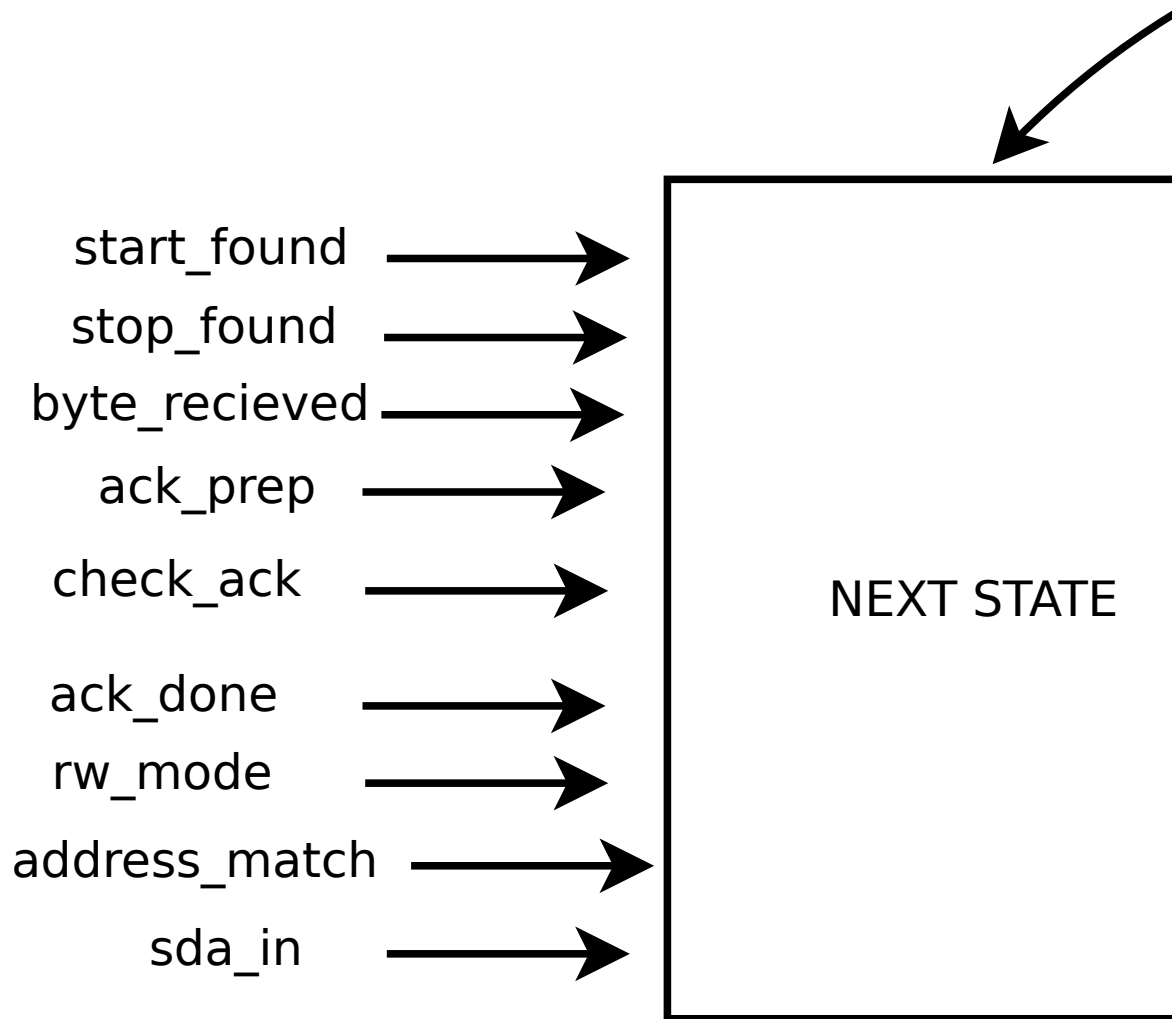 start_found
stop_found
byte_recieved
ack_prep
check_ack
NEXT STATE
ack_done
rw_mode
address_match
sda_in